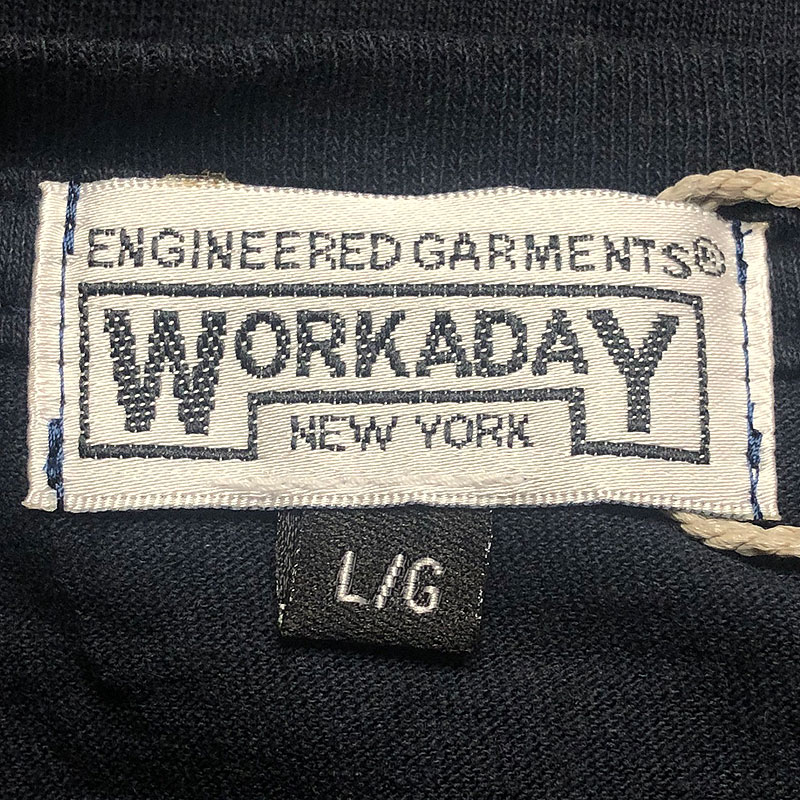 ENGINEERED GARMENTS®
WORKADAY
NEW YORK
L/G